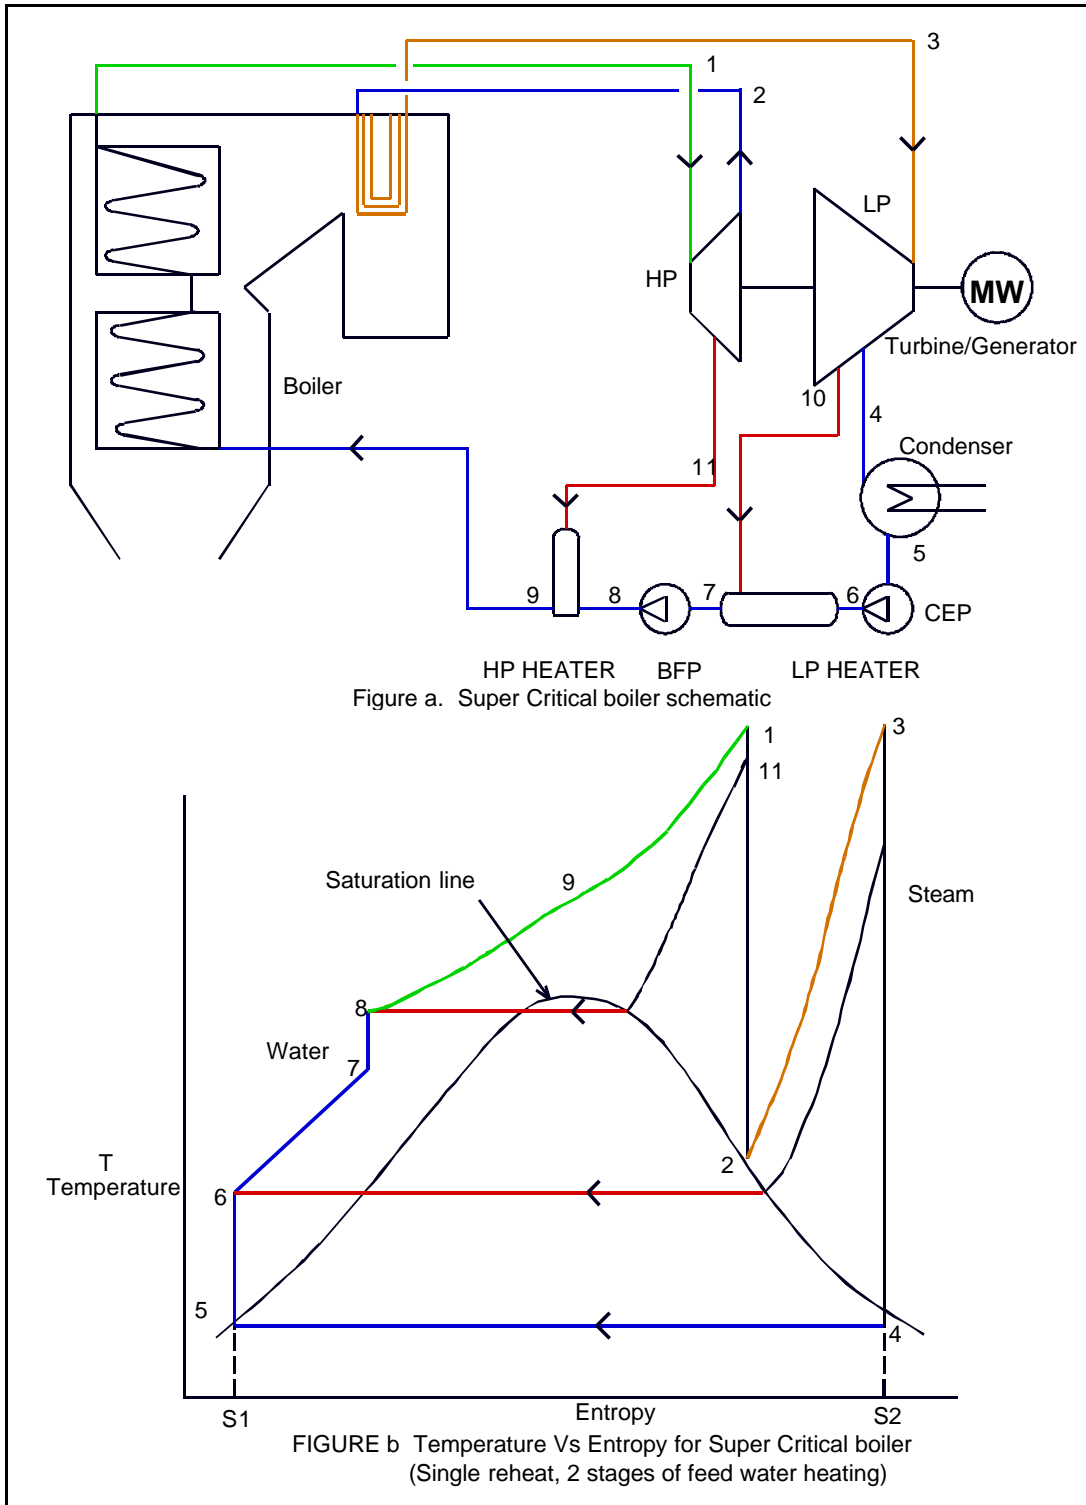 3
1
2
LP
HP
MW
Turbine/Generator
Boiler
10
4
Condenser
11
5
9
8
7
6
CEP
HP HEATER
BFP
LP HEATER
Figure a. Super Critical boiler schematic
1
3
11
Saturation line
9
Steam
8
Water
7
2
T
Temperature
6
5
4
S1
Entropy
S2
FIGURE b Temperature Vs Entropy for Super Critical boiler
(Single reheat, 2 stages of feed water heating)